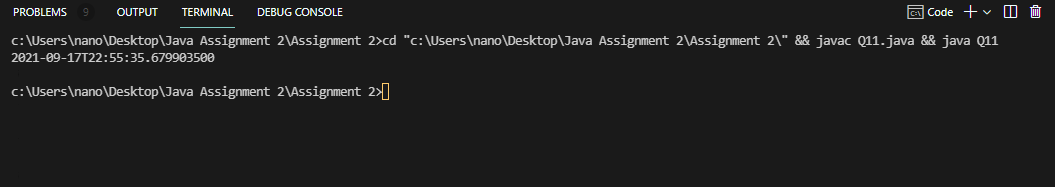 PROBLEMS 9 OUTPUT TERMINAL DEBUG CONSOLE Code
c:\Users\nano\Desktop\Java Assignment 2\Assignment 2>cd "c:\Users\nano\Desktop\Java Assignment 2\Assignment 2\" && javac Q11.java && java Q11
2021-09-17T22:55:35.679903500
c:\Users\nano\Desktop\Java Assignment 2\Assignment 2>